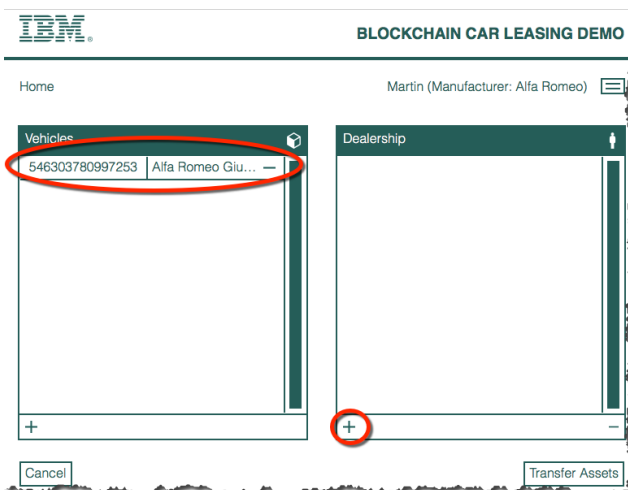 IBM®
BLOCKCHAIN CAR LEASING DEMO
Home
Martin (Manufacturer: Alfa Romeo)
Vehicles
Dealership
546303780997253
Alfa Romeo Giu... −
+
+ −
Cancel
Transfer Assets